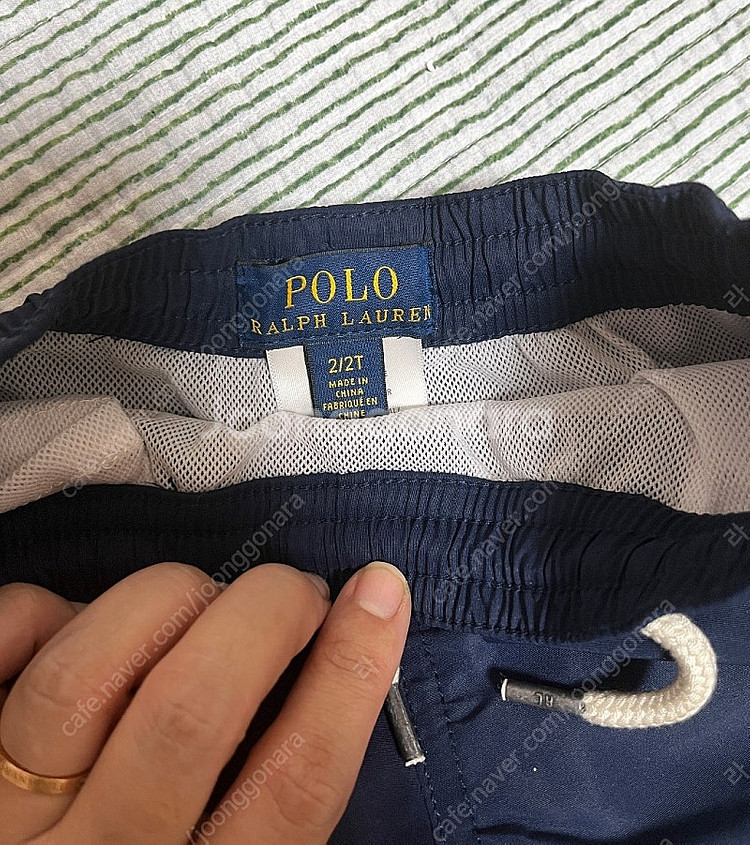 POLO
RALPH LAUREN
2/2T
MADE IN
CHINA
FABRIQUÉ EN
CHINE
cafe.naver.com/joonggonara